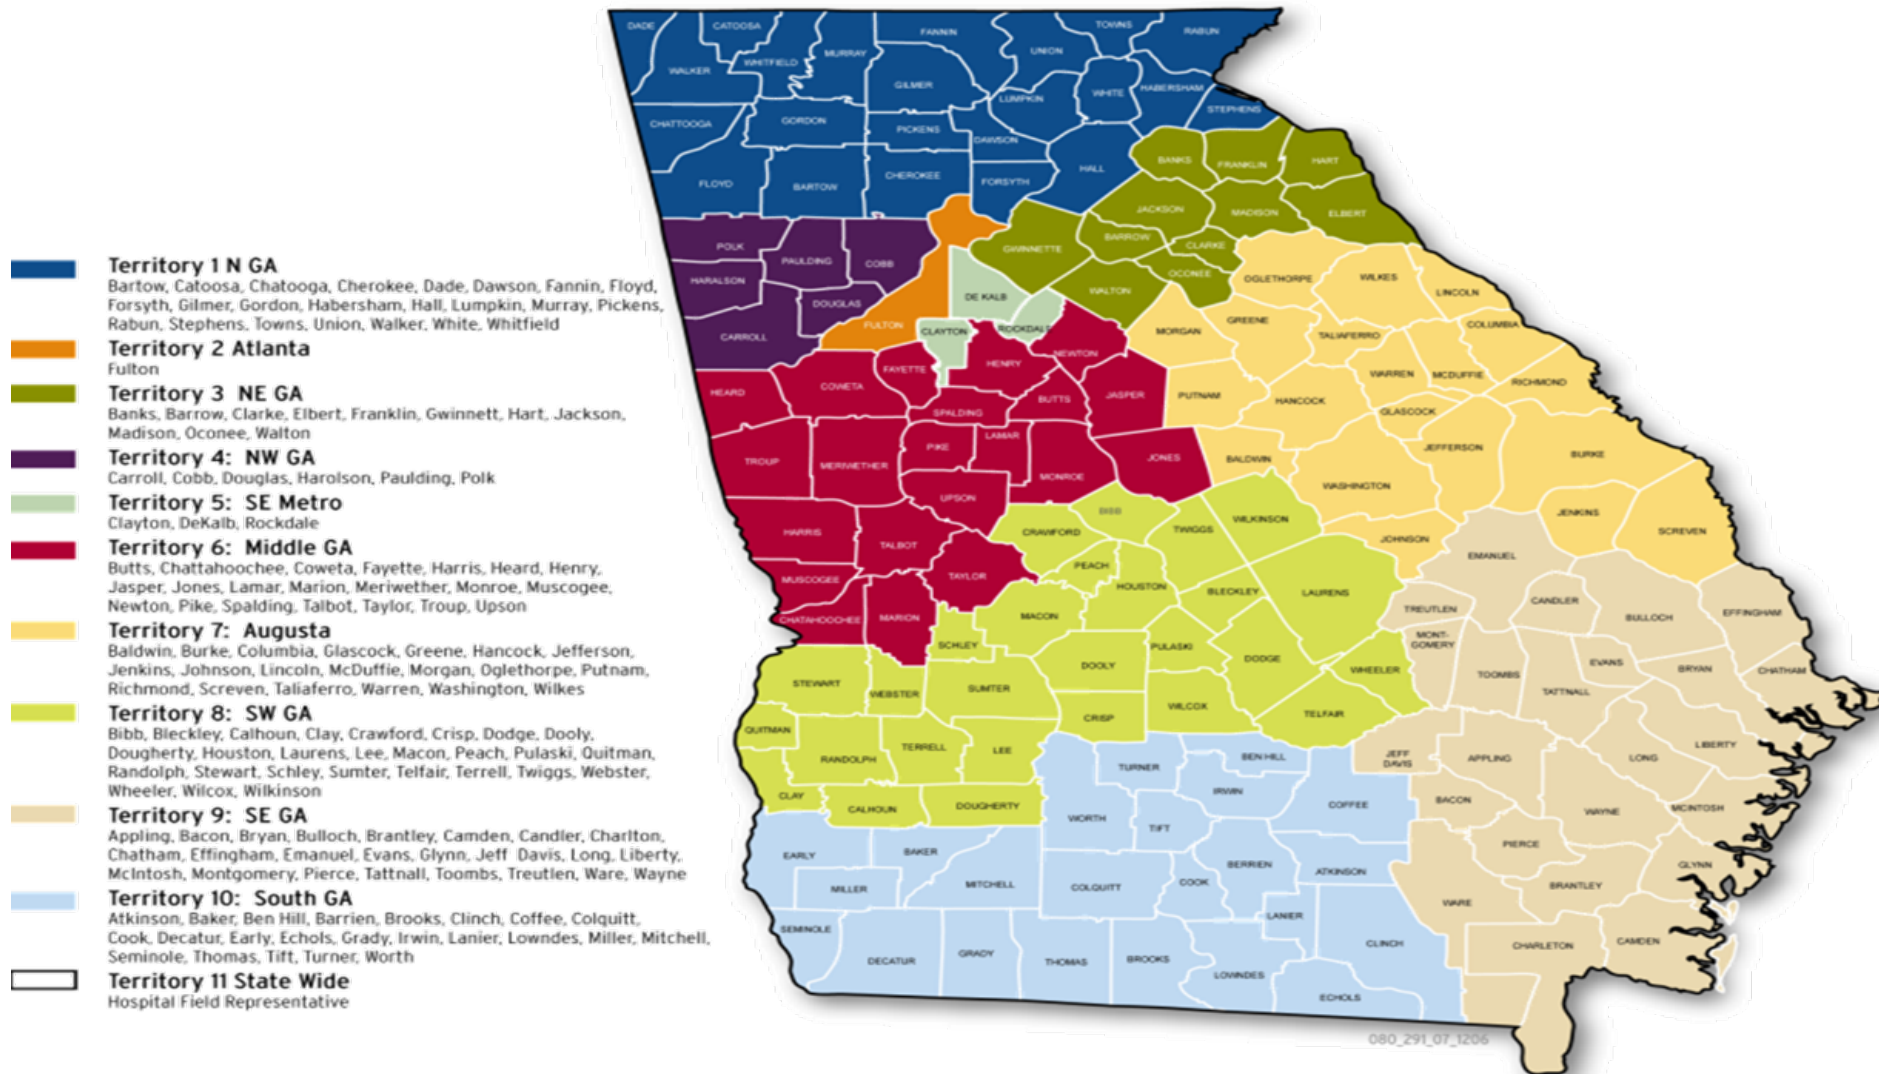 Territory 1 N GA
Bartow, Catoosa, Chatooga, Cherokee, Dade, Dawson, Fannin, Floyd,
Forsyth, Gilmer, Gordon, Habersham, Hall, Lumpkin, Murray, Pickens,
Rabun, Stephens, Towns, Union, Walker, White, Whitfield
Territory 2 Atlanta
Fulton
Territory 3 NE GA
Banks, Barrow, Clarke, Elbert, Franklin, Gwinnett, Hart, Jackson,
Madison, Oconee, Walton
Territory 4: NW GA
Carroll, Cobb, Douglas, Harolson, Paulding, Polk
Territory 5: SE Metro
Clayton, DeKalb, Rockdale
Territory 6: Middle GA
Butts, Chattahoochee, Coweta, Fayette, Harris, Heard, Henry,
Jasper, Jones, Lamar, Marion, Meriwether, Monroe, Muscogee,
Newton, Pike, Spalding, Talbot, Taylor, Troup, Upson
Territory 7: Augusta
Baldwin, Burke, Columbia, Glascock, Greene, Hancock, Jefferson,
Jenkins, Johnson, Lincoln, McDuffie, Morgan, Oglethorpe, Putnam,
Richmond, Screven, Taliaferro, Warren, Washington, Wilkes
Territory 8: SW GA
Bibb, Bleckley, Calhoun, Clay, Crawford, Crisp, Dodge, Dooly,
Dougherty, Houston, Laurens, Lee, Macon, Peach, Pulaski, Quitman,
Randolph, Stewart, Schley, Sumter, Telfair, Terrell, Twiggs, Webster,
Wheeler, Wilcox, Wilkinson
Territory 9: SE GA
Appling, Bacon, Bryan, Bulloch, Brantley, Camden, Candler, Charlton,
Chatham, Effingham, Emanuel, Evans, Glynn, Jeff Davis, Long, Liberty,
McIntosh, Montgomery, Pierce, Tattnall, Toombs, Treutlen, Ware, Wayne
Territory 10: South GA
Atkinson, Baker, Ben Hill, Barrien, Brooks, Clinch, Coffee, Colquitt,
Cook, Decatur, Early, Echols, Grady, Irwin, Lanier, Lowndes, Miller, Mitchell,
Seminole, Thomas, Tift, Turner, Worth
Territory 11 State Wide
Hospital Field Representative
DADE
CATOOSA
FANNIN
TOWNS
RABUN
UNION
MURRAY
WHITFIELD
WALKER
GILMER
WHITE
HABERSHAM
LUMPKIN
STEPHENS
CHATTOOGA
GORDON
PICKENS
DAWSON
HALL
FLOYD
BARTOW
CHEROKEE
FORSYTH
BANKS
FRANKLIN
HART
JACKSON
MADISON
ELBERT
POLK
PAULDING
COBB
GWINNETTE
BARROW
CLARKE
OCONEE
HARALSON
DOUGLAS
DE KALB
WALTON
OGLETHORPE
WILKES
LINCOLN
CARROLL
FULTON
CLAYTON
ROCKDALE
MORGAN
GREENE
TALIAFERRO
COLUMBIA
HEARD
COWETA
FAYETTE
HENRY
NEWTON
WARREN
MCDUFFIE
RICHMOND
SPALDING
BUTTS
JASPER
PUTNAM
HANCOCK
GLASCOCK
TROUP
MERIWETHER
PIKE
LAMAR
MONROE
JONES
BALDWIN
JEFFERSON
BURKE
UPSON
WASHINGTON
HARRIS
TALBOT
CRAWFORD
BIBB
TWIGGS
WILKINSON
JOHNSON
JENKINS
SCREVEN
EMANUEL
MUSCOGEE
TAYLOR
PEACH
HOUSTON
BLECKLEY
LAURENS
TREUTLEN
CANDLER
BULLOCH
EFFINGHAM
CHATAHOOCHEE
MARION
MACON
SCHLEY
DOOLY
PULASKI
DODGE
WHEELER
MONT-
GOMERY
TOOMBS
EVANS
TATTNALL
BRYAN
CHATHAM
STEWART
WEBSTER
SUMTER
CRISP
WILCOX
TELFAIR
QUITMAN
RANDOLPH
TERRELL
LEE
TURNER
BEN HILL
JEFF
DAVIS
APPLING
LONG
LIBERTY
CLAY
CALHOUN
DOUGHERTY
WORTH
TIFT
IRWIN
COFFEE
BACON
WAYNE
MCINTOSH
EARLY
BAKER
MILLER
MITCHELL
COLQUITT
COOK
BERRIEN
ATKINSON
PIERCE
GLYNN
BRANTLEY
WARE
SEMINOLE
DECATUR
GRADY
THOMAS
BROOKS
LANIER
LOWNDES
CLINCH
ECHOLS
CHARLETON
CAMDEN
080_291_07_1206